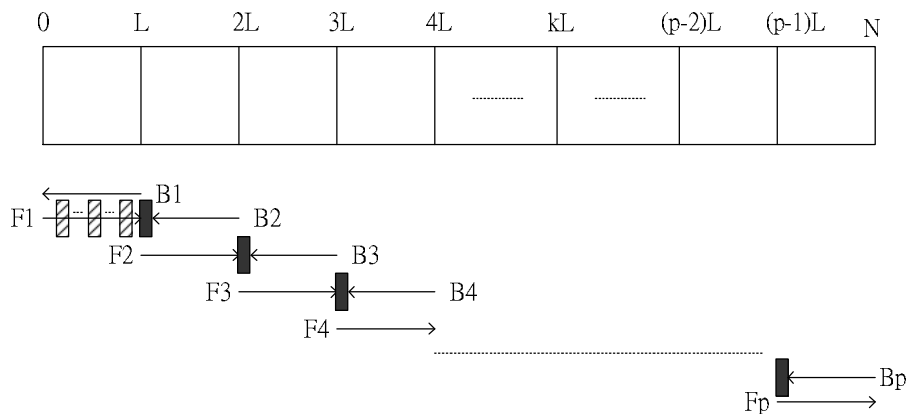 0 L 2L 3L 4L kL (p-2)L (p-1)L N
B1
F1 B2
F2 B3
F3 B4
F4
Bp
Fp